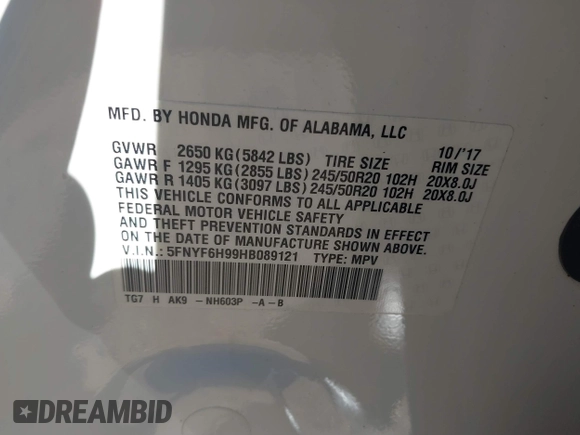 MFD. BY HONDA MFG. OF ALABAMA, LLC 10/'17
GVWR 2650 KG(5842 LBS) TIRE SIZE RIM SIZE
GAWR F 1295 KG(2855 LBS) 245/50R20 102H 20X8.0J
GAWR R 1405 KG(3097 LBS) 245/50R20 102H 20X8.0J
THIS VEHICLE CONFORMS TO ALL APPLICABLE
FEDERAL MOTOR VEHICLE SAFETY
AND THEFT PREVENTION STANDARDS IN EFFECT
ON THE DATE OF MANUFACTURE SHOWN ABOVE.
V.I.N.: 5FNYF6H99HB089121 TYPE: MPV
TG7 H AK9 -NH603P -A-B
DREAMBID